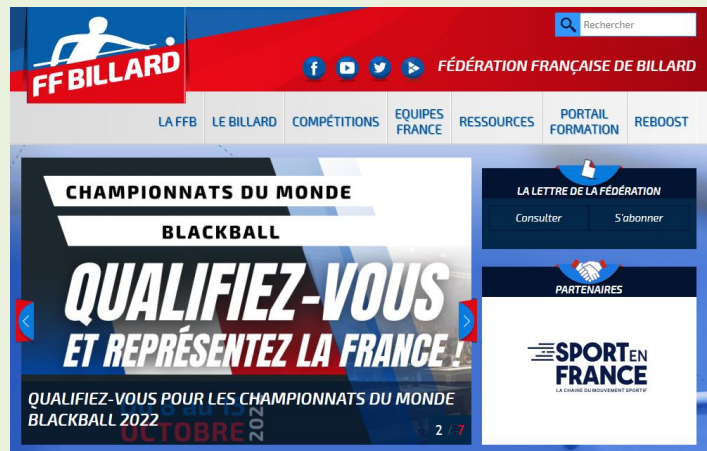 FF BILLARD
Rechercher
FÉDÉRATION FRANÇAISE DE BILLARD
LA FFB
LE BILLARD
COMPÉTITIONS
EQUIPES
FRANCE
RESSOURCES
PORTAIL
FORMATION
REBOOST
CHAMPIONNATS DU MONDE
BLACKBALL
QUALIFIEZ-VOUS
ET REPRÉSENTEZ LA FRANCE !
QUALIFIEZ-VOUS POUR LES CHAMPIONNATS DU MONDE
BLACKBALL 2022
OCTOBRE
2 / 7
LA LETTRE DE LA FÉDÉRATION
Consulter
S'abonner
PARTENAIRES
SPORT EN
FRANCE
LA CHAINE DU MOUVEMENT SPORTIF